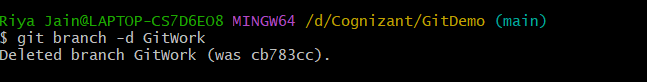 Riya Jain@LAPTOP-CS7D6EO8 MINGW64 /d/Cognizant/GitDemo (main)
$ git branch -d GitWork
Deleted branch GitWork (was cb783cc).